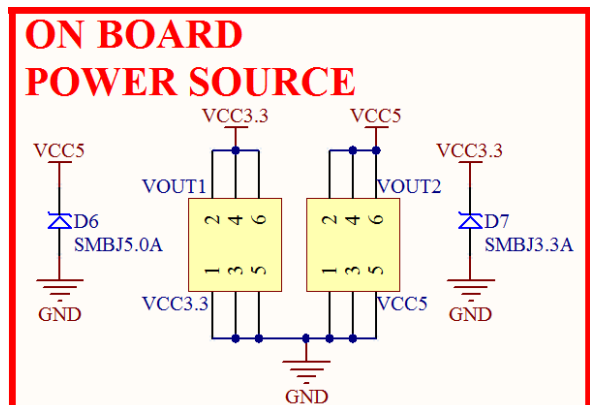 ON BOARD
POWER SOURCE
VCC3.3
VCC5
VCC5
VCC3.3
VOUT1
VOUT2
2 4 6
2 4 6
D6
SMBJ5.0A
D7
SMBJ3.3A
1 3 5
1 3 5
VCC3.3
VCC5
GND
GND
GND